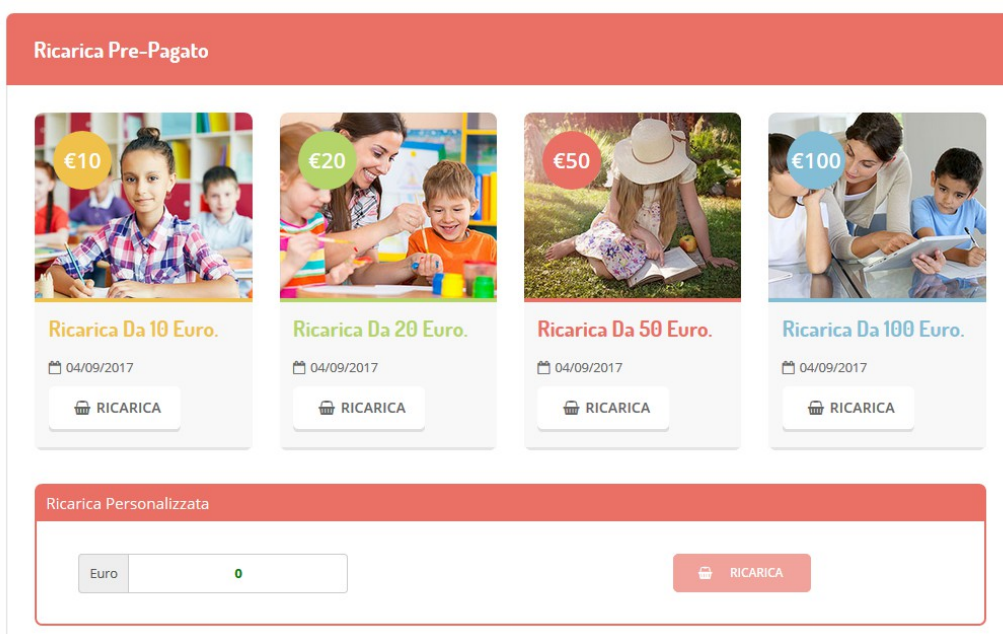 Ricarica Pre-Pagato
€10
€20
€50
€100
Ricarica Da 10 Euro.
Ricarica Da 20 Euro.
Ricarica Da 50 Euro.
Ricarica Da 100 Euro.
04/09/2017
04/09/2017
04/09/2017
04/09/2017
RICARICA
RICARICA
RICARICA
RICARICA
Ricarica Personalizzata
Euro
0
RICARICA